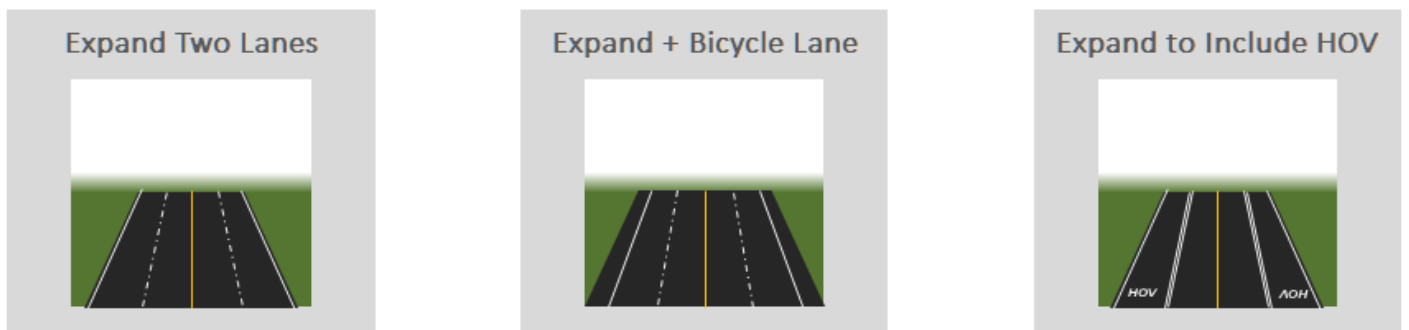 Expand Two Lanes
Expand + Bicycle Lane
Expand to Include HOV
HOV
HOV